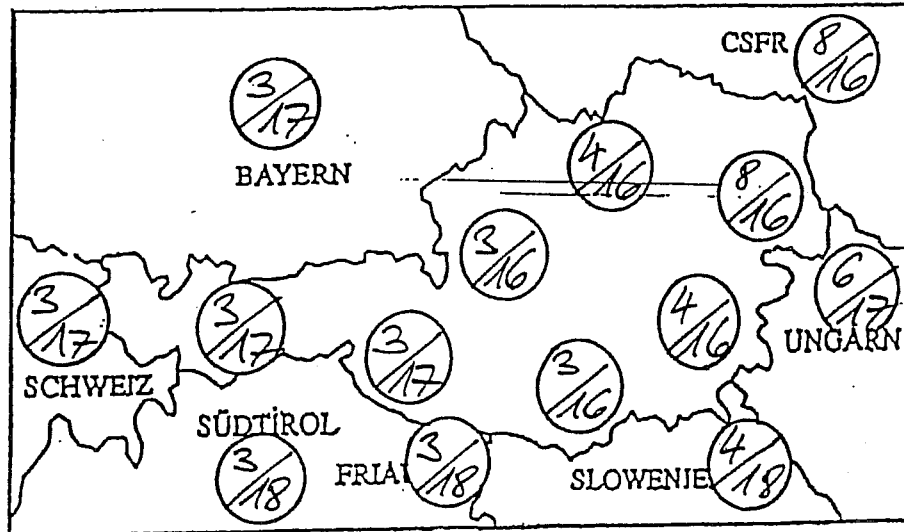 CSFR
8/16
3/17
BAYERN
4/16
8/16
3/16
6/17
UNGARN
3/17
SCHWEIZ
3/17
3/17
4/16
3/16
SÜDTIROL
3/18
FRIA
3/18
SLOWENIE
4/18